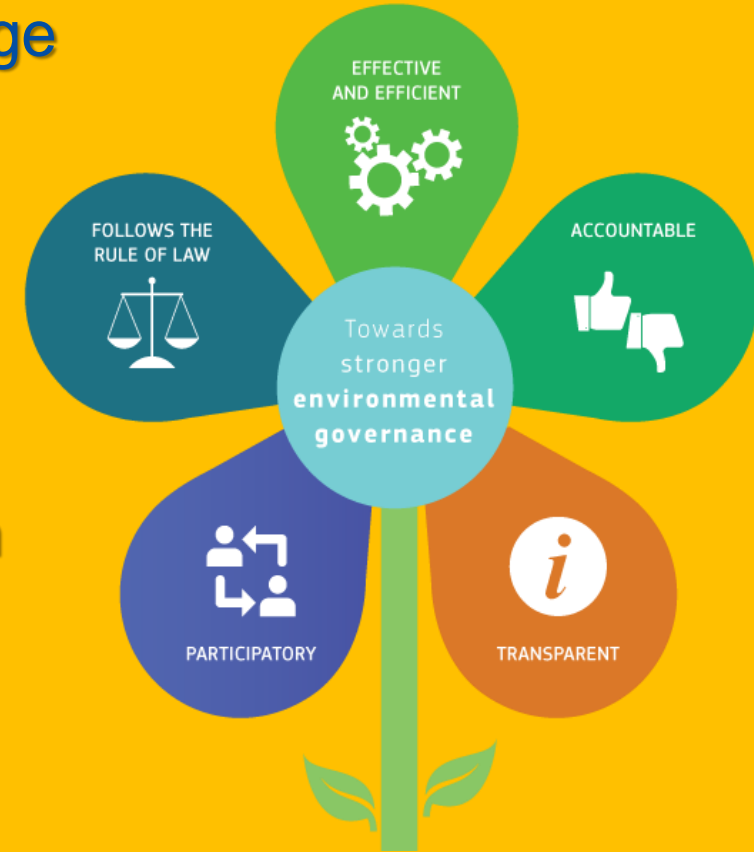 ge
EFFECTIVE
AND EFFICIENT
FOLLOWS THE
RULE OF LAW
ACCOUNTABLE
Towards
stronger
environmental
governance
PARTICIPATORY
i
TRANSPARENT